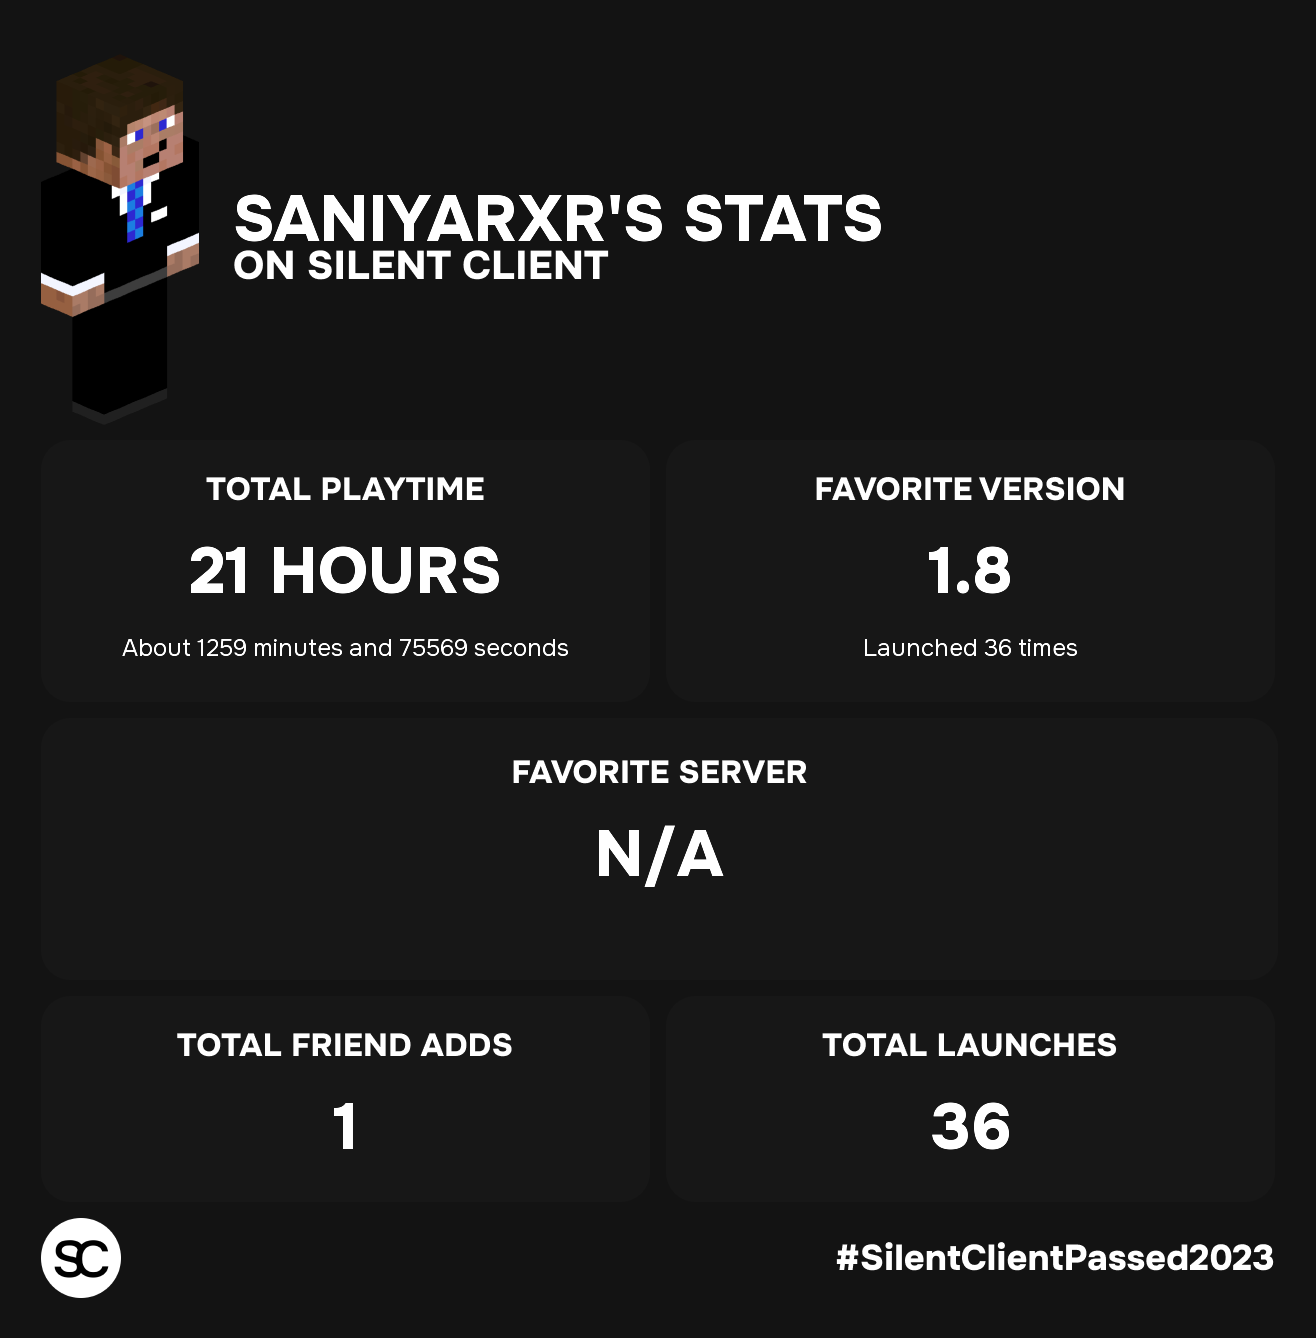 SANIYARXR'S STATS
ON SILENT CLIENT
TOTAL PLAYTIME
21 HOURS
About 1259 minutes and 75569 seconds
FAVORITE VERSION
1.8
Launched 36 times
FAVORITE SERVER
N/A
TOTAL FRIEND ADDS
1
TOTAL LAUNCHES
36
SC
#SilentClientPassed2023